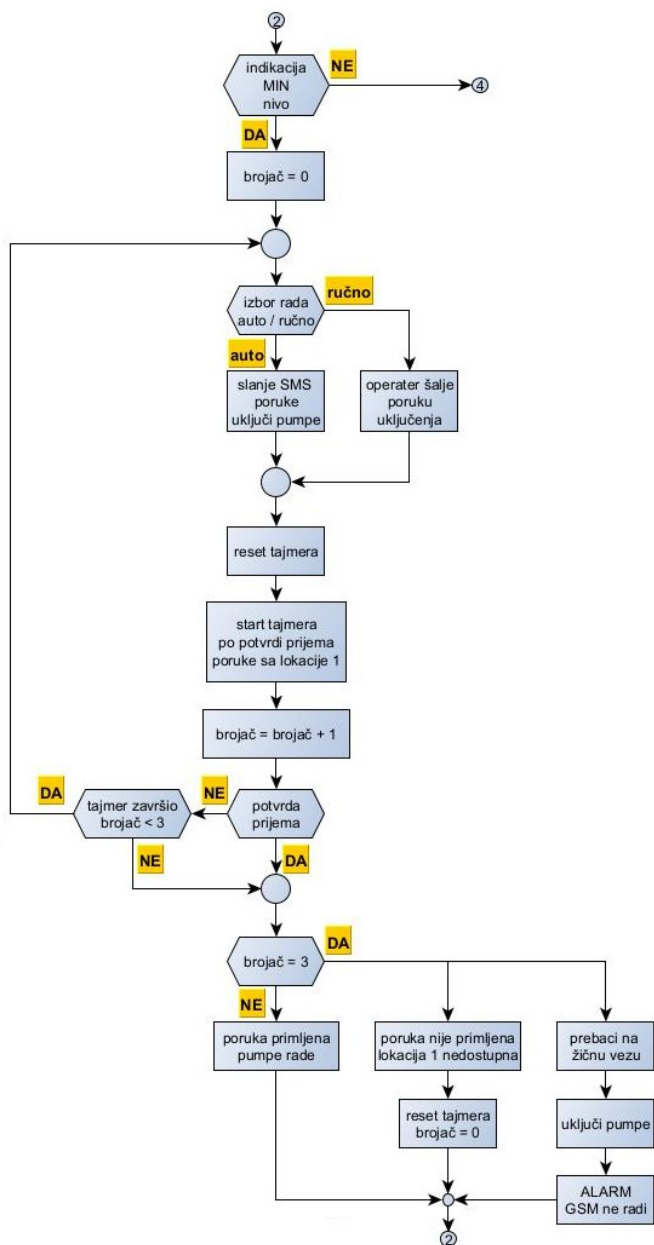 2
indikacija
MIN
nivo
NE
4
DA
brojač = 0
izbor rada
auto / ručno
ručno
auto
slanje SMS
poruke
uključi pumpe
operater šalje
poruku
uključenja
reset tajmera
start tajmera
po potvrdi prijema
poruke sa lokacije 1
brojač = brojač + 1
DA
tajmer završio
brojač < 3
NE
potvrda
prijema
NE
DA
brojač = 3
DA
NE
poruka primljena
pumpe rade
poruka nije primljena
lokacija 1 nedostupna
prebaci na
žičnu vezu
reset tajmera
brojač = 0
uključi pumpe
ALARM
GSM ne radi
2